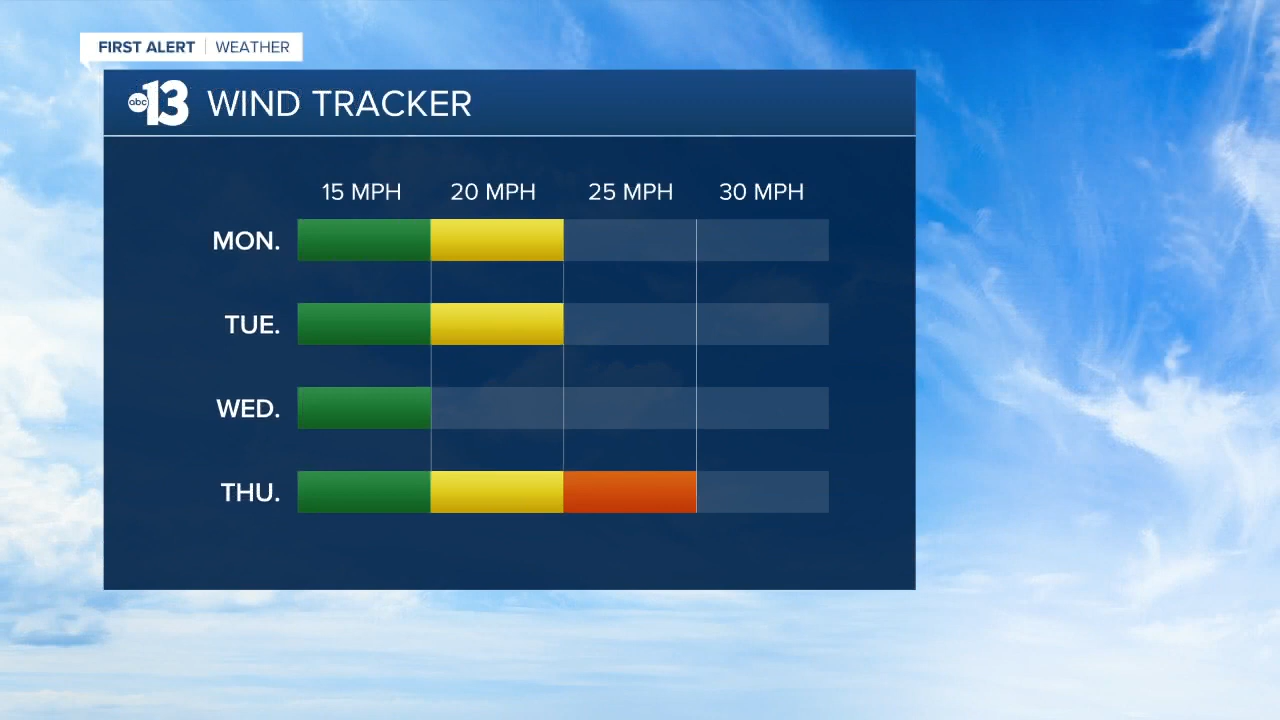 FIRST ALERT | WEATHER
abc 13 WIND TRACKER
15 MPH 20 MPH 25 MPH 30 MPH
MON.
TUE.
WED.
THU.